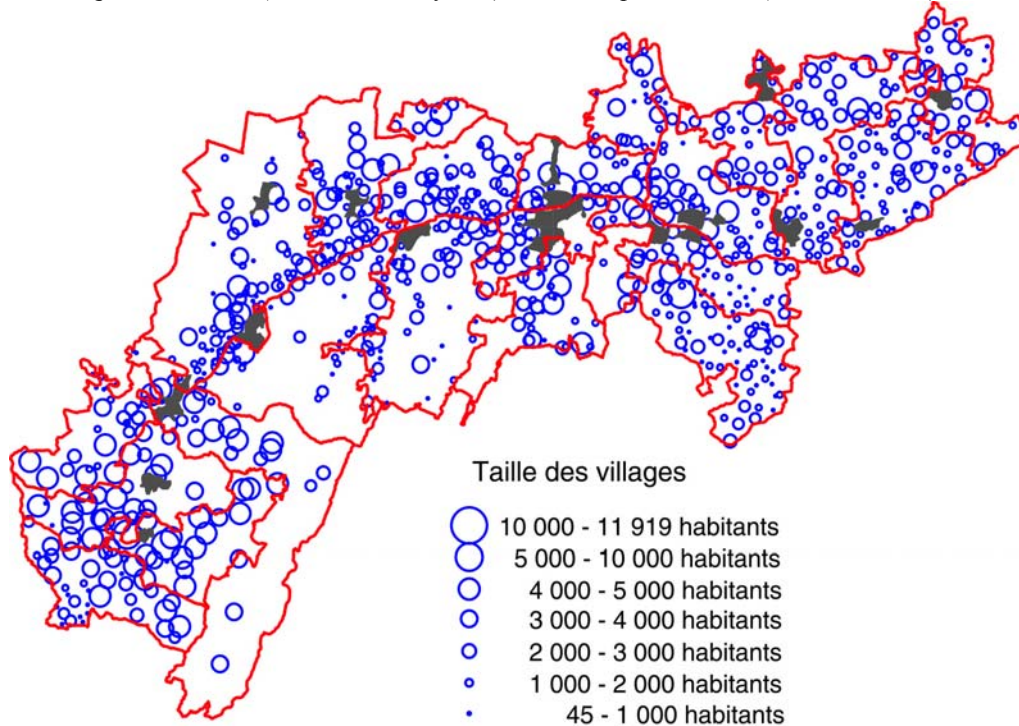 Taille des villages
10 000 - 11 919 habitants
5 000 - 10 000 habitants
4 000 - 5 000 habitants
3 000 - 4 000 habitants
2 000 - 3 000 habitants
1 000 - 2 000 habitants
45 - 1 000 habitants